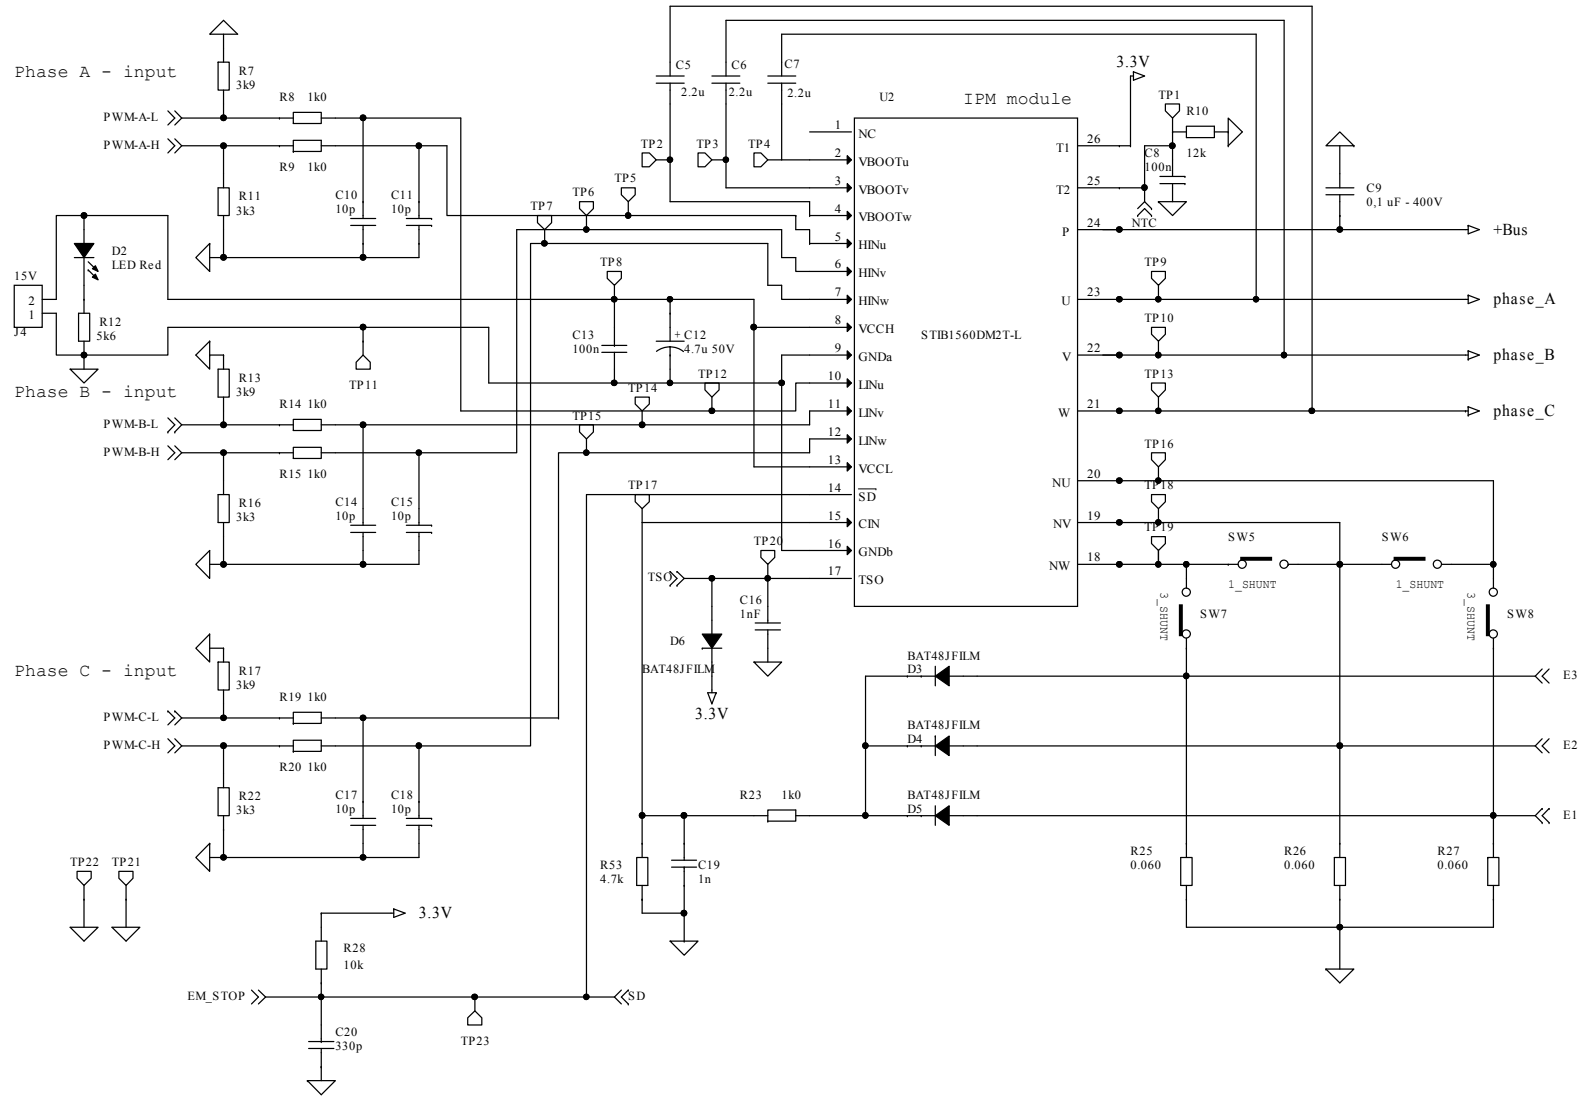 C5
2.2u
C6
2.2u
C7
2.2u
3.3V
Phase A - input
R7
3k9
R8 1k0
PWM-A-L
PWM-A-H
R9 1k0
R11
3k3
C10
10p
C11
10p
U2
IPM module
TP1
R10
12k
C8
100n
NTC
TP2
TP3
TP4
TP5
TP6
TP7
1
NC
2
VBOOTu
3
VBOOTv
4
VBOOTw
5
HINu
6
HINv
7
HINw
8
VCCH
9
GNDa
10
LINu
11
LINv
12
LINw
13
VCCL
14
SD
15
CIN
16
GNDb
17
TSO
STIB1560DM2T-L
T1
26
T2
25
P
24
U
23
V
22
W
21
NU
20
NV
19
NW
18
C9
0,1 uF - 400V
+Bus
TP9
phase_A
TP10
phase_B
TP13
phase_C
D2
LED Red
15V
2
1
J4
R12
5k6
TP8
C13
100n
+
C12
4.7u 50V
TP11
TP12
TP14
TP15
Phase B - input
R13
3k9
R14 1k0
PWM-B-L
PWM-B-H
R15 1k0
R16
3k3
C14
10p
C15
10p
TP16
TP18
TP19
TP17
TP20
TSO
C16
1nF
D6
BAT48JFILM
3.3V
SW5
1_SHUNT
SW6
1_SHUNT
3_SHUNT
SW7
3_SHUNT
SW8
Phase C - input
R17
3k9
R19 1k0
PWM-C-L
PWM-C-H
R20 1k0
R22
3k3
C17
10p
C18
10p
BAT48JFILM
D3
E3
BAT48JFILM
D4
E2
BAT48JFILM
D5
E1
R23 1k0
R53
4.7k
C19
1n
R25
0.060
R26
0.060
R27
0.060
TP22
TP21
3.3V
R28
10k
EM_STOP
SD
C20
330p
TP23